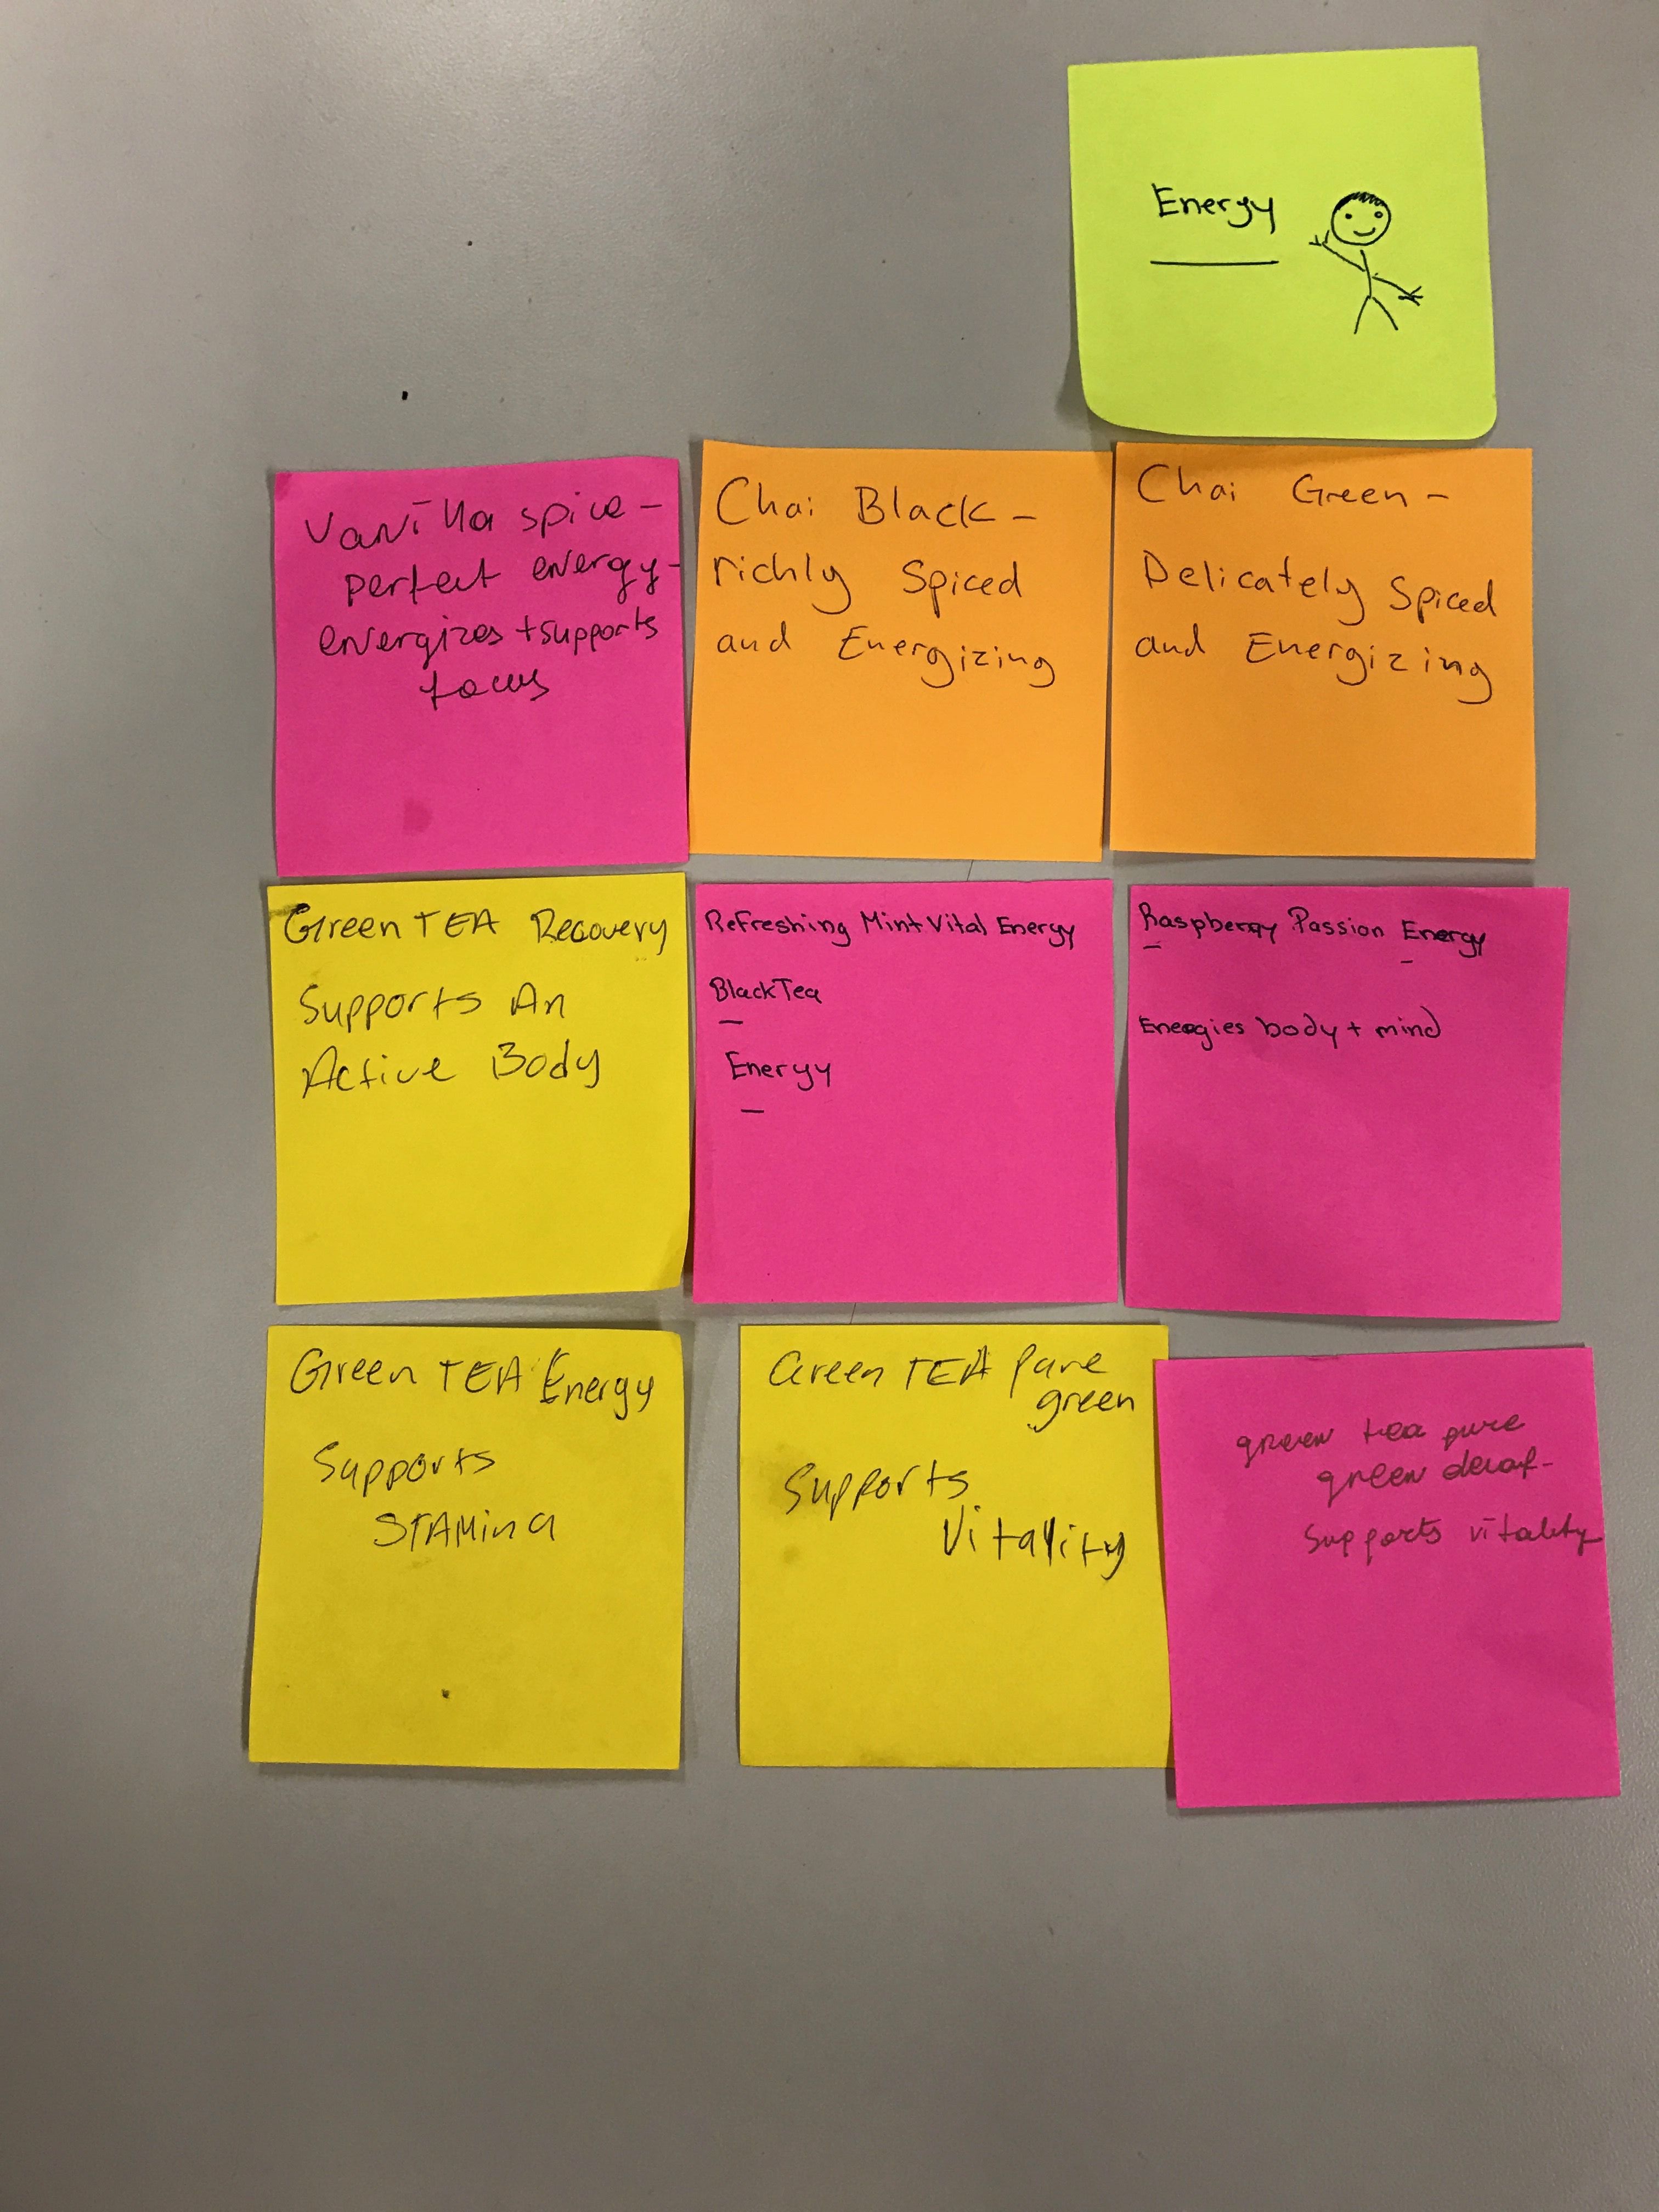 Energy
Vanilla spice -
perfect energy-
energizes + supports
focus
Chai Black -
richly Spiced
and Energizing
Chai Green -
Delicately Spiced
and Energizing
Green TEA Recovery
Supports An
Active Body
Refreshing Mint Vital Energy
Black Tea
Energy
Raspberry Passion Energy
Energies body + mind
Green TEA Energy
Supports
STAMina
Green TEA Pure
green
Supports
Vitality
green tea pure
green decaf-
Supports vitality